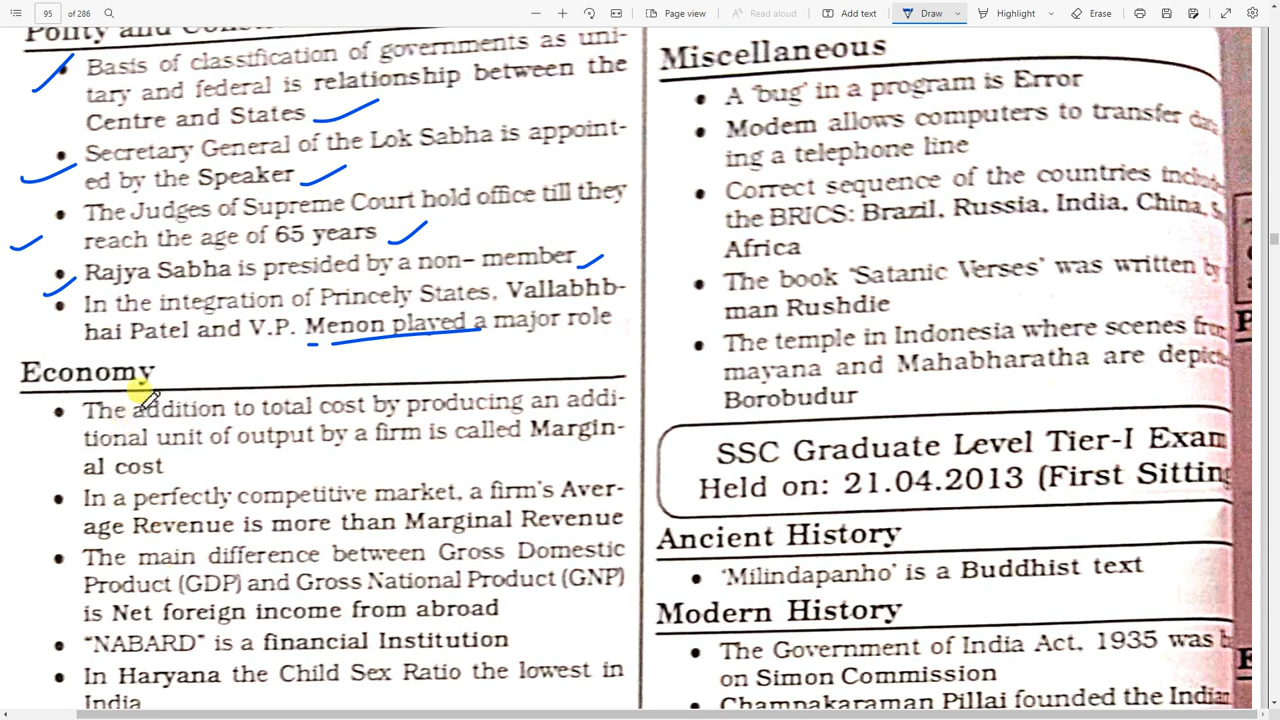 95 of 286
Page view
Read aloud
Add text
Draw
Highlight
Erase
Polity and
Basis of classification of governments as uni-
tary and federal is relationship between the
Centre and States
Secretary General of the Lok Sabha is appoint-
ed by the Speaker
The Judges of Supreme Court hold office till they
reach the age of 65 years
Rajya Sabha is presided by a non– member
In the integration of Princely States, Vallabhb-
hai Patel and V.P. Menon played a major role
Economy
The addition to total cost by producing an addi-
tional unit of output by a firm is called Margin-
al cost
In a perfectly competitive market, a firm's Aver-
age Revenue is more than Marginal Revenue
The main difference between Gross Domestic
Product (GDP) and Gross National Product (GNP)
is Net foreign income from abroad
“NABARD” is a financial Institution
In Haryana the Child Sex Ratio the lowest in
India
Miscellaneous
A ‘bug’ in a program is Error
Modem allows computers to transfer
ing a telephone line
Correct sequence of the countries
the BRICS: Brazil, Russia, India, China,
Africa
The book ‘Satanic Verses’ was written
man Rushdie
The temple in Indonesia where scenes
mayana and Mahabharatha are
Borobudur
SSC Graduate Level Tier-I Exam
Held on: 21.04.2013 (First Sitting
Ancient History
‘Milindapanho’ is a Buddhist text
Modern History
The Government of India Act, 1935 was
on Simon Commission
Champakaraman Pillai founded the Indian